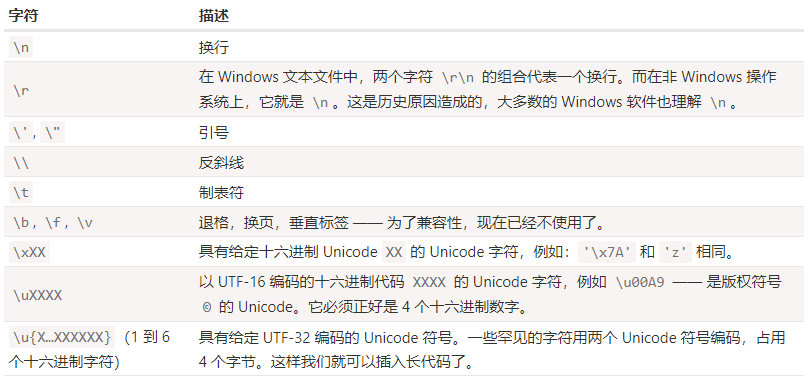 字符 描述
\n 换行
\r 在 Windows 文本文件中，两个字符 \r\n 的组合代表一个换行。而在非 Windows 操作
系统上，它就是 \n 。这是历史原因造成的，大多数的 Windows 软件也理解 \n 。
\', \" 引号
\\ 反斜线
\t 制表符
\b, \f, \v 退格，换页，垂直标签 —— 为了兼容性，现在已经不使用了。
\xXX 具有给定十六进制 Unicode XX 的 Unicode 字符，例如：'\x7A' 和 'z' 相同。
\uXXXX 以 UTF-16 编码的十六进制代码 XXXX 的 Unicode 字符，例如 \u00A9 —— 是版权符号
© 的 Unicode。它必须正好是 4 个十六进制数字。
\u{X…XXXXXX}（1 到 6
个十六进制字符） 具有给定 UTF-32 编码的 Unicode 符号。一些罕见的字符用两个 Unicode 符号编码，占用
4 个字节。这样我们就可以插入长代码了。